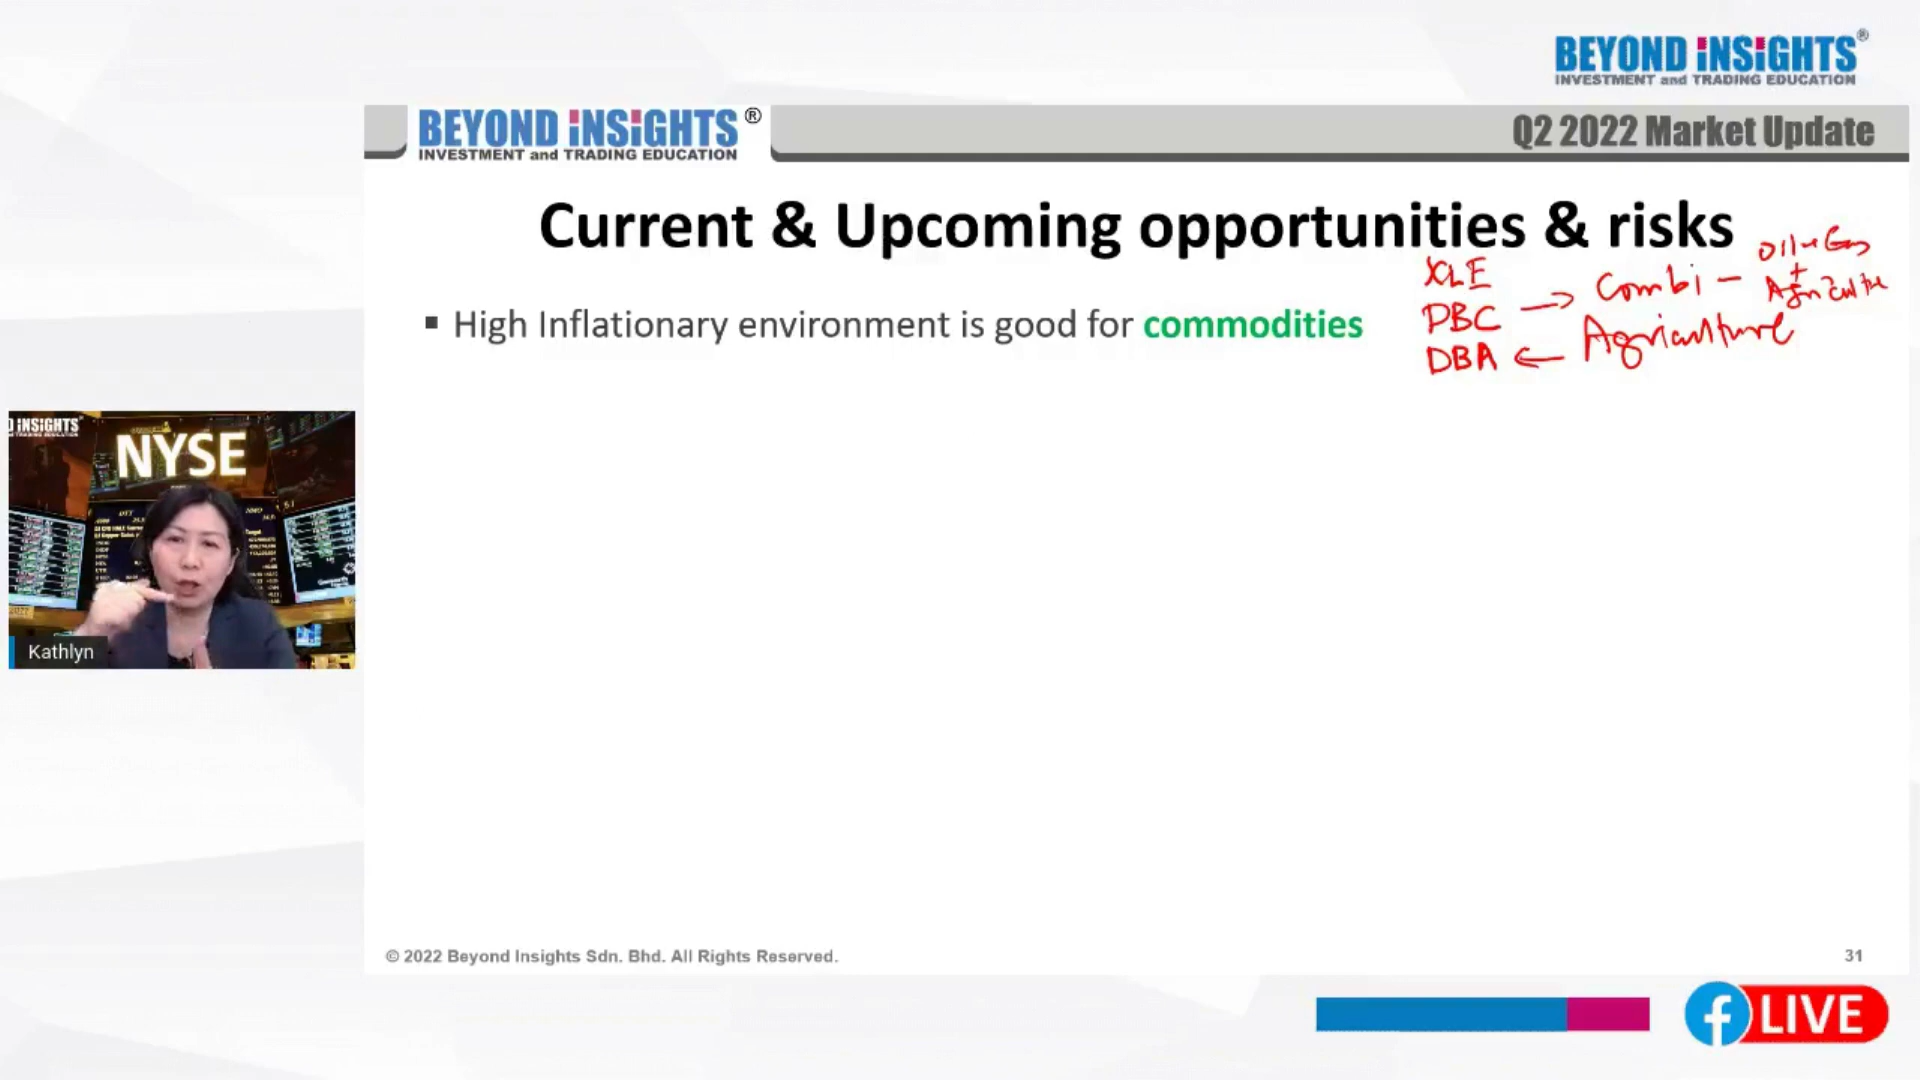 BEYOND iNSiGHTS®
INVESTMENT and TRADING EDUCATION
BEYOND iNSiGHTS®
INVESTMENT and TRADING EDUCATION
Q2 2022 Market Update
Current & Upcoming opportunities & risks
▪ High Inflationary environment is good for commodities
XLE
DBC → Combi – Oil & Gas
+
Agriculture
DBA ← Agriculture
iNSiGHTS
NYSE
Kathlyn
© 2022 Beyond Insights Sdn. Bhd. All Rights Reserved.
31
LIVE